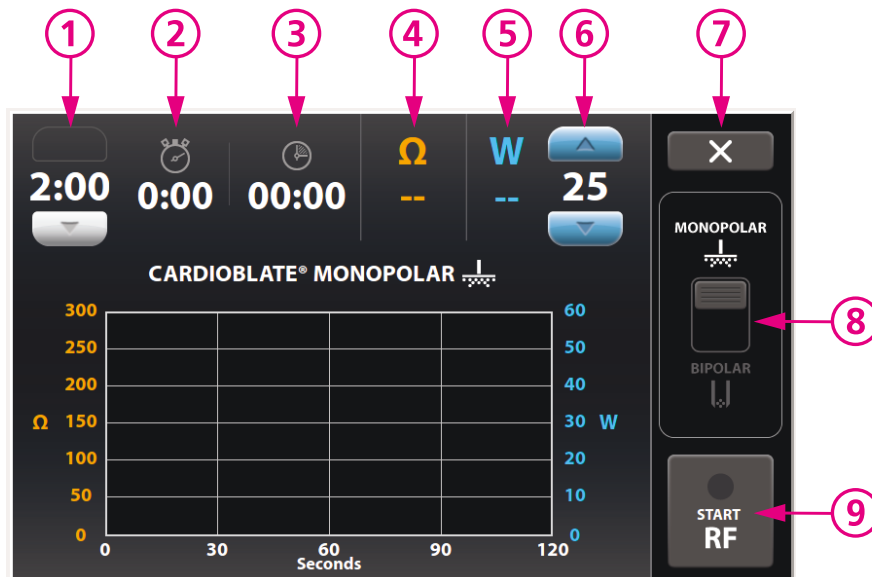 1 2 3 4 5 6 7
2:00 0:00 00:00 Ω -- W -- 25 X
CARDIOBLATE® MONOPOLAR
300 60
250 50
200 40
Ω 150 30 W
100 20
50 10
0 0
0 30 60 90 120
Seconds
MONOPOLAR
8
BIPOLAR
START
RF
9